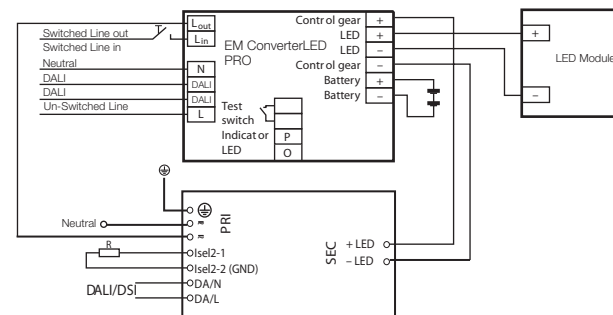 Switched Line out
Switched Line in
Neutral
DALI
DALI
Un-Switched Line
Lout
Lin
N
DALI
DALI
L
EM ConverterLED
PRO
Test
switch
Indicator
LED
P
O
Control gear +
LED +
LED –
Control gear –
Battery +
Battery –
+
–
LED Module
Neutral
PRI
R
Isel2-1
Isel2-2 (GND)
DALI/DSI
DA/N
DA/L
SEC
+ LED
– LED